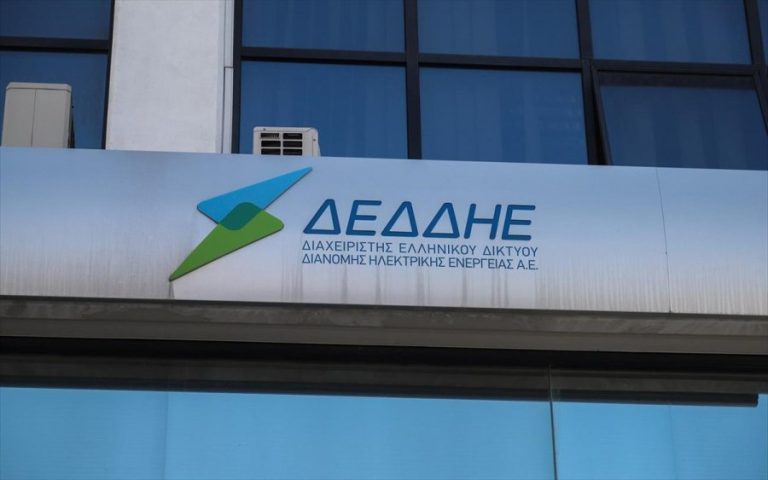 ΔΕΔΔΗΕ
ΔΙΑΧΕΙΡΙΣΤΗΣ ΕΛΛΗΝΙΚΟΥ ΔΙΚΤΥΟΥ
ΔΙΑΝΟΜΗΣ ΗΛΕΚΤΡΙΚΗΣ ΕΝΕΡΓΕΙΑΣ Α.Ε.